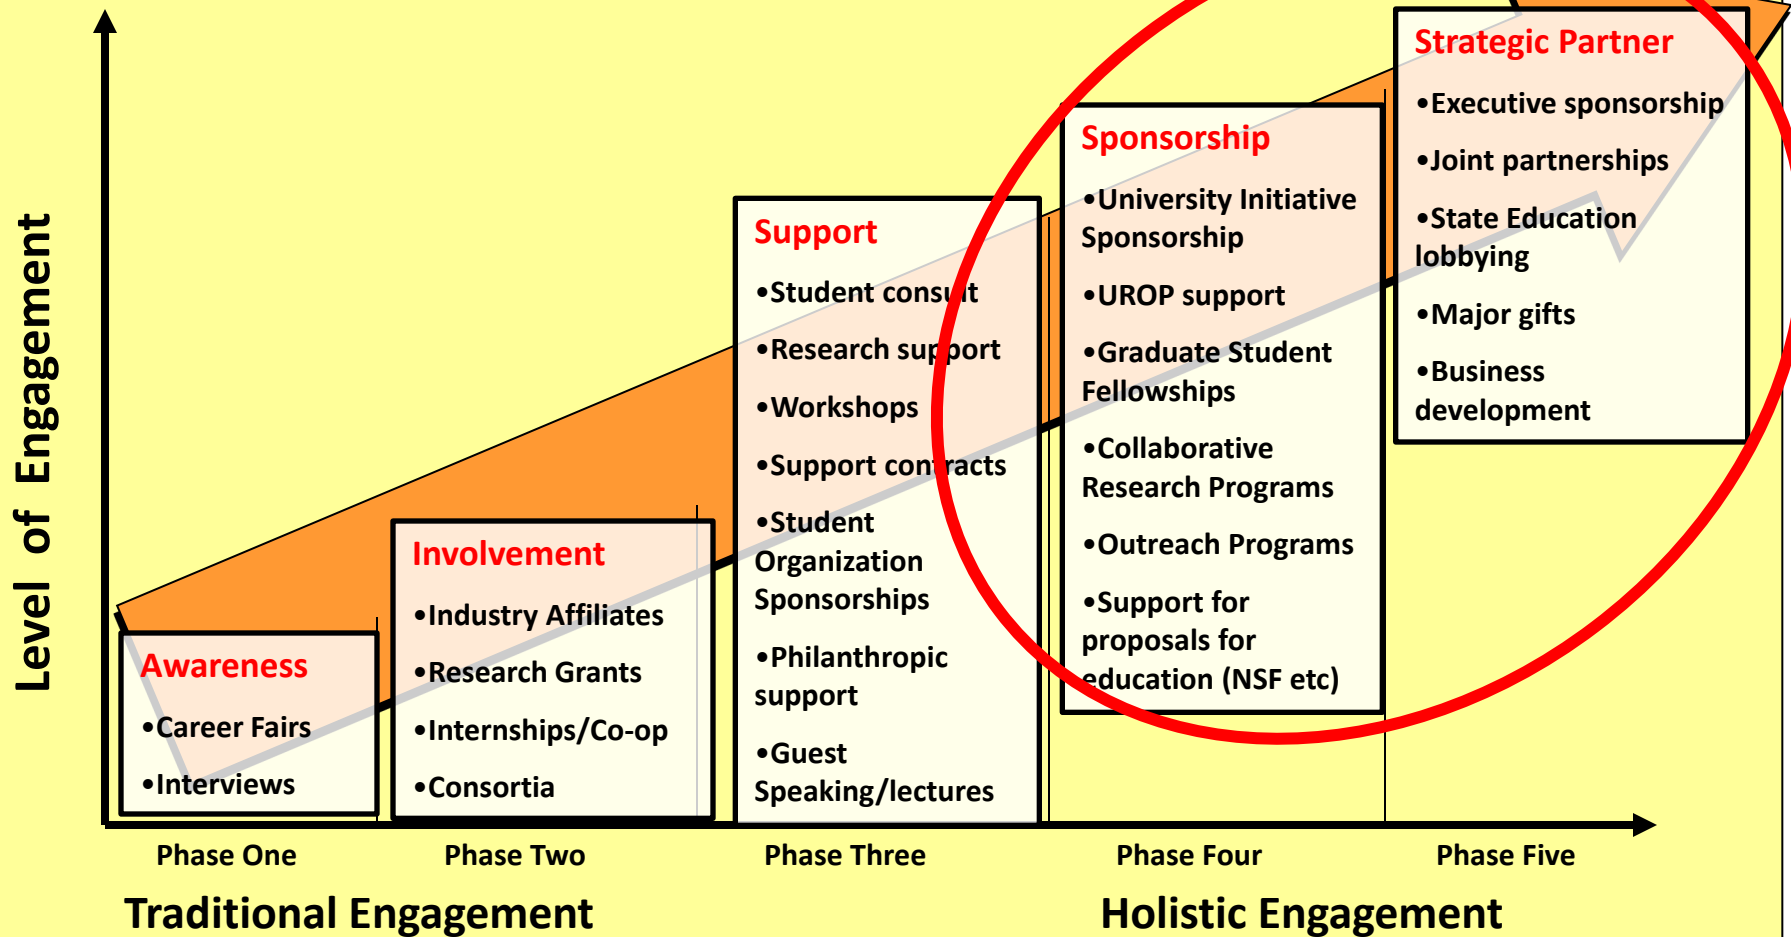 Level of Engagement
Awareness
•Career Fairs
•Interviews
Involvement
•Industry Affiliates
•Research Grants
•Internships/Co-op
•Consortia
Support
•Student consult
•Research support
•Workshops
•Support contracts
•Student
Organization
Sponsorships
•Philanthropic
support
•Guest
Speaking/lectures
Sponsorship
•University Initiative
Sponsorship
•UROP support
•Graduate Student
Fellowships
•Collaborative
Research Programs
•Outreach Programs
•Support for
proposals for
education (NSF etc)
Strategic Partner
•Executive sponsorship
•Joint partnerships
•State Education
lobbying
•Major gifts
•Business
development
Phase One
Phase Two
Phase Three
Phase Four
Phase Five
Traditional Engagement
Holistic Engagement